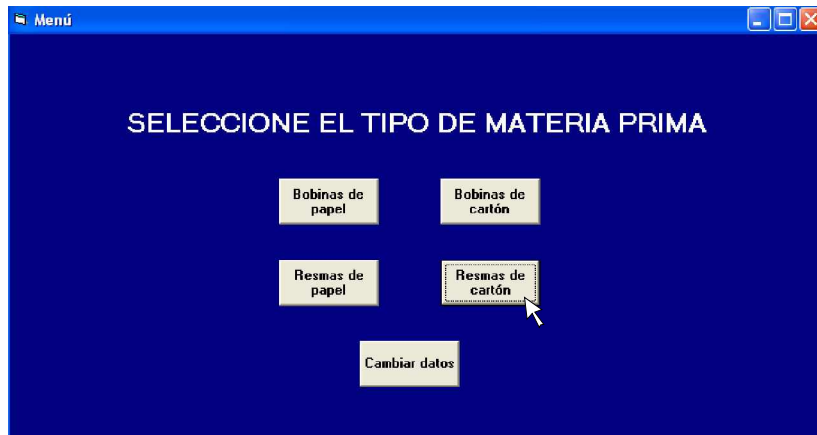 Menú
SELECCIONE EL TIPO DE MATERIA PRIMA
Bobinas de
papel
Bobinas de
cartón
Resmas de
papel
Resmas de
cartón
Cambiar datos